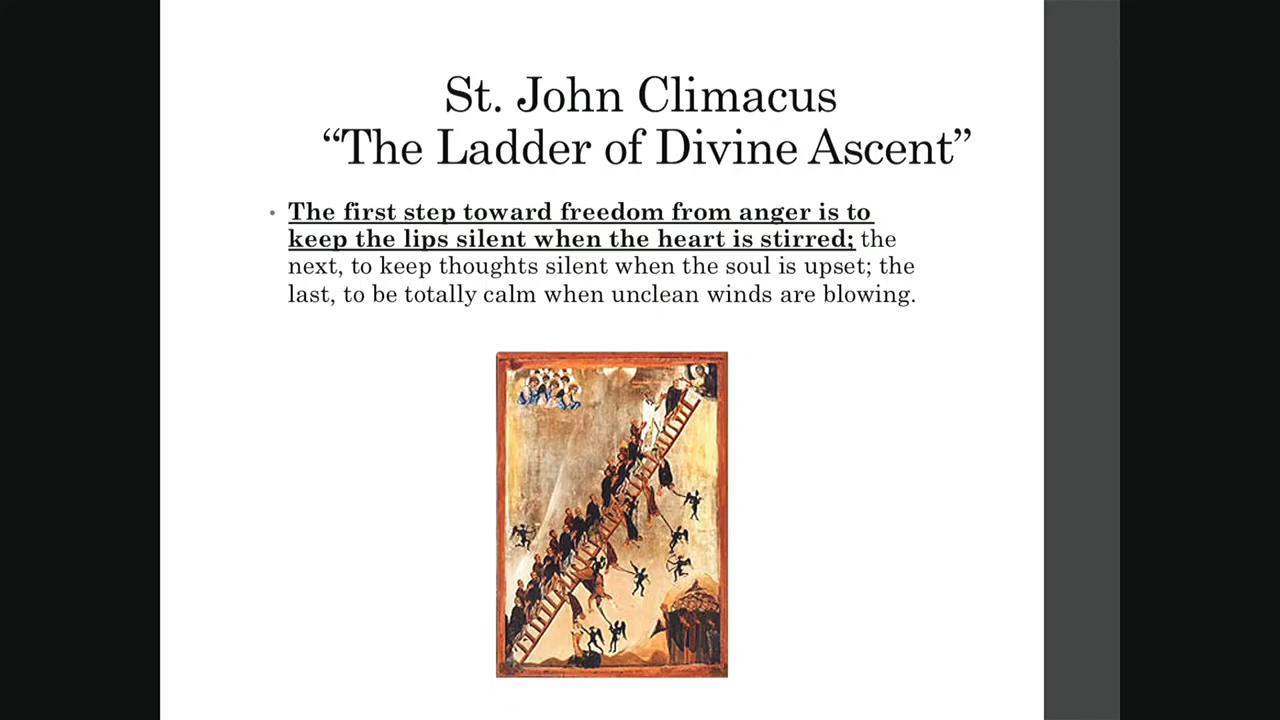 St. John Climacus
“The Ladder of Divine Ascent”
• The first step toward freedom from anger is to
keep the lips silent when the heart is stirred; the
next, to keep thoughts silent when the soul is upset; the
last, to be totally calm when unclean winds are blowing.